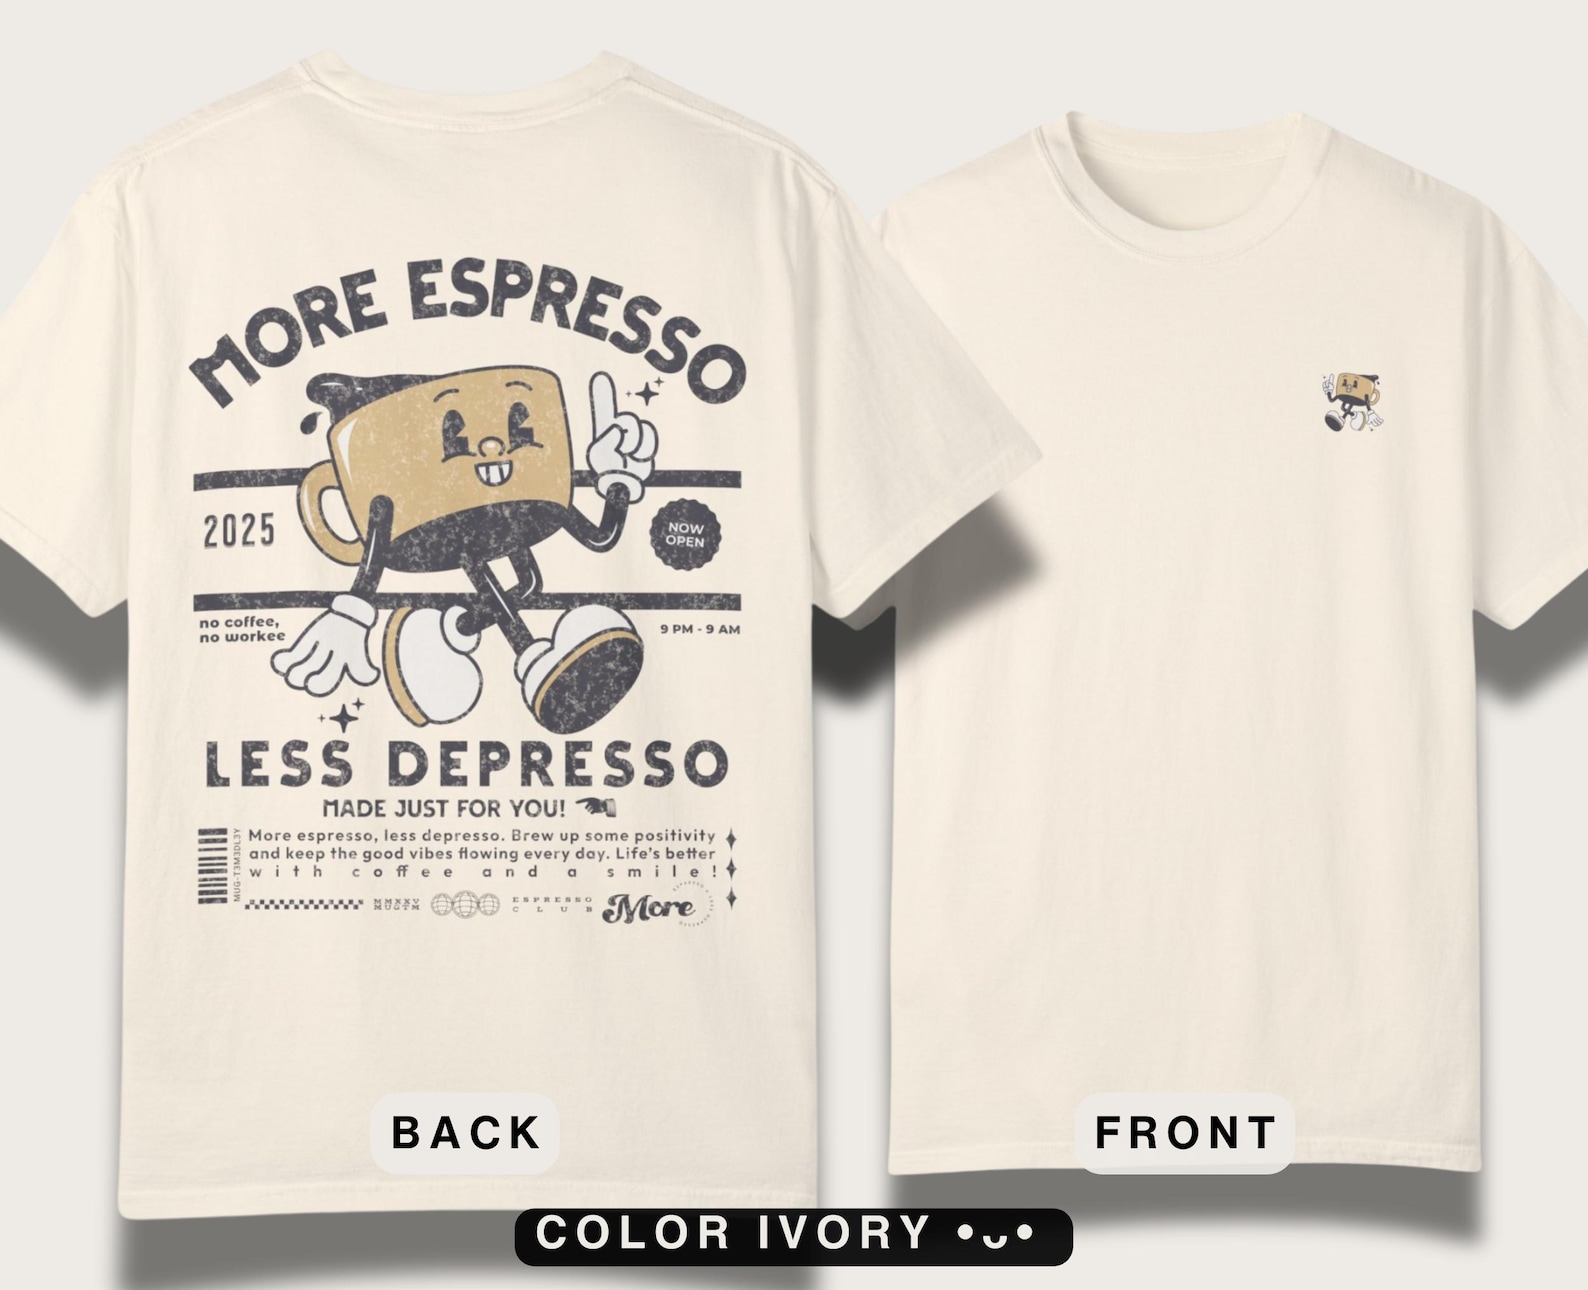 MORE ESPRESSO
2025
NOW
OPEN
no coffee,
no workee
9 PM - 9 AM
LESS DEPRESSO
MADE JUST FOR YOU!
More espresso, less depresso. Brew up some positivity
and keep the good vibes flowing every day. Life's better
with coffee and a smile!
MUG-T3M3DL3Y
MMXXV
MUGTM
ESPRESSO
CLUB
More
BACK
FRONT
COLOR IVORY •ᴗ•